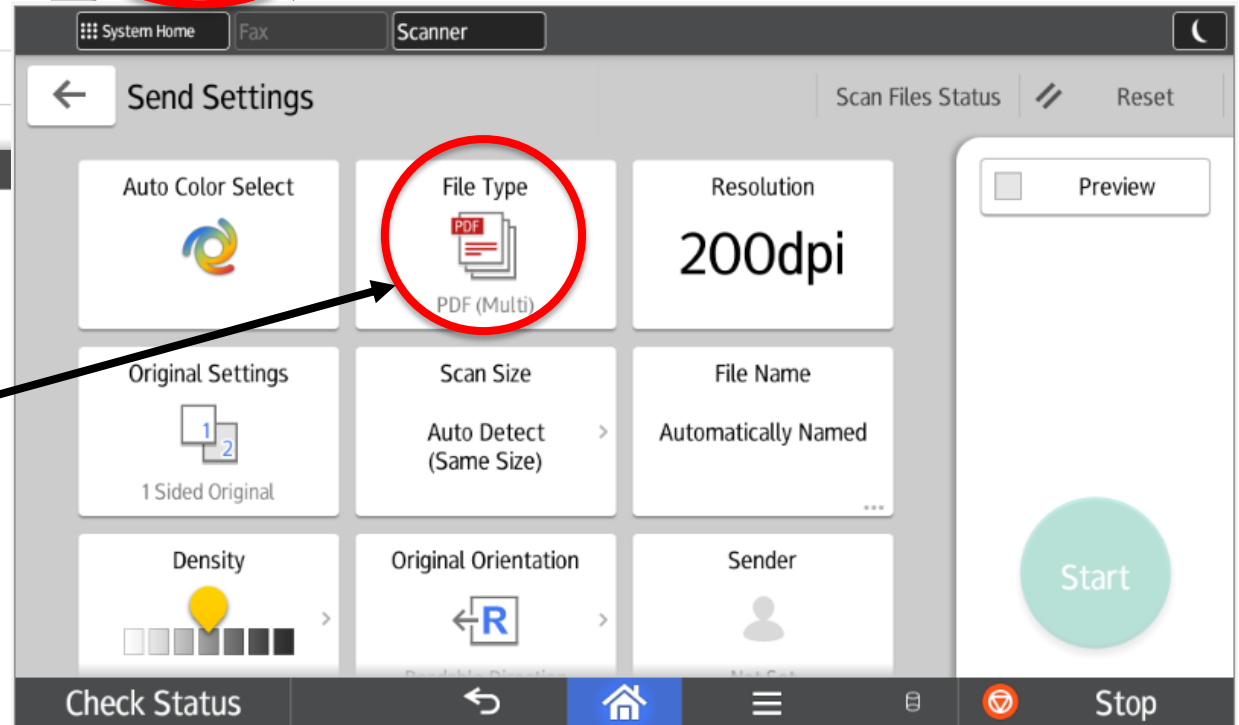 System Home
Fax
Scanner
Send Settings
Scan Files Status
Reset
Auto Color Select
File Type
PDF
PDF (Multi)
Resolution
200dpi
Preview
Original Settings
1
2
1 Sided Original
Scan Size
Auto Detect
(Same Size)
File Name
Automatically Named
...
Density
Original Orientation
R
Sender
Start
Check Status
Stop